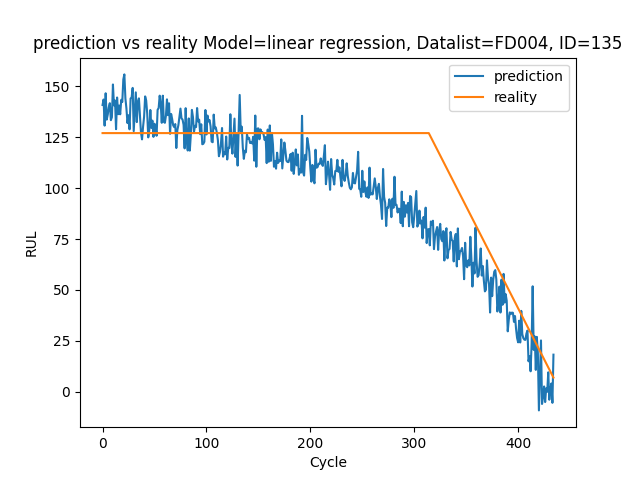 prediction vs reality Model=linear regression, Datalist=FD004, ID=135
prediction
reality
150
125
100
75
50
25
0
RUL
0 100 200 300 400
Cycle